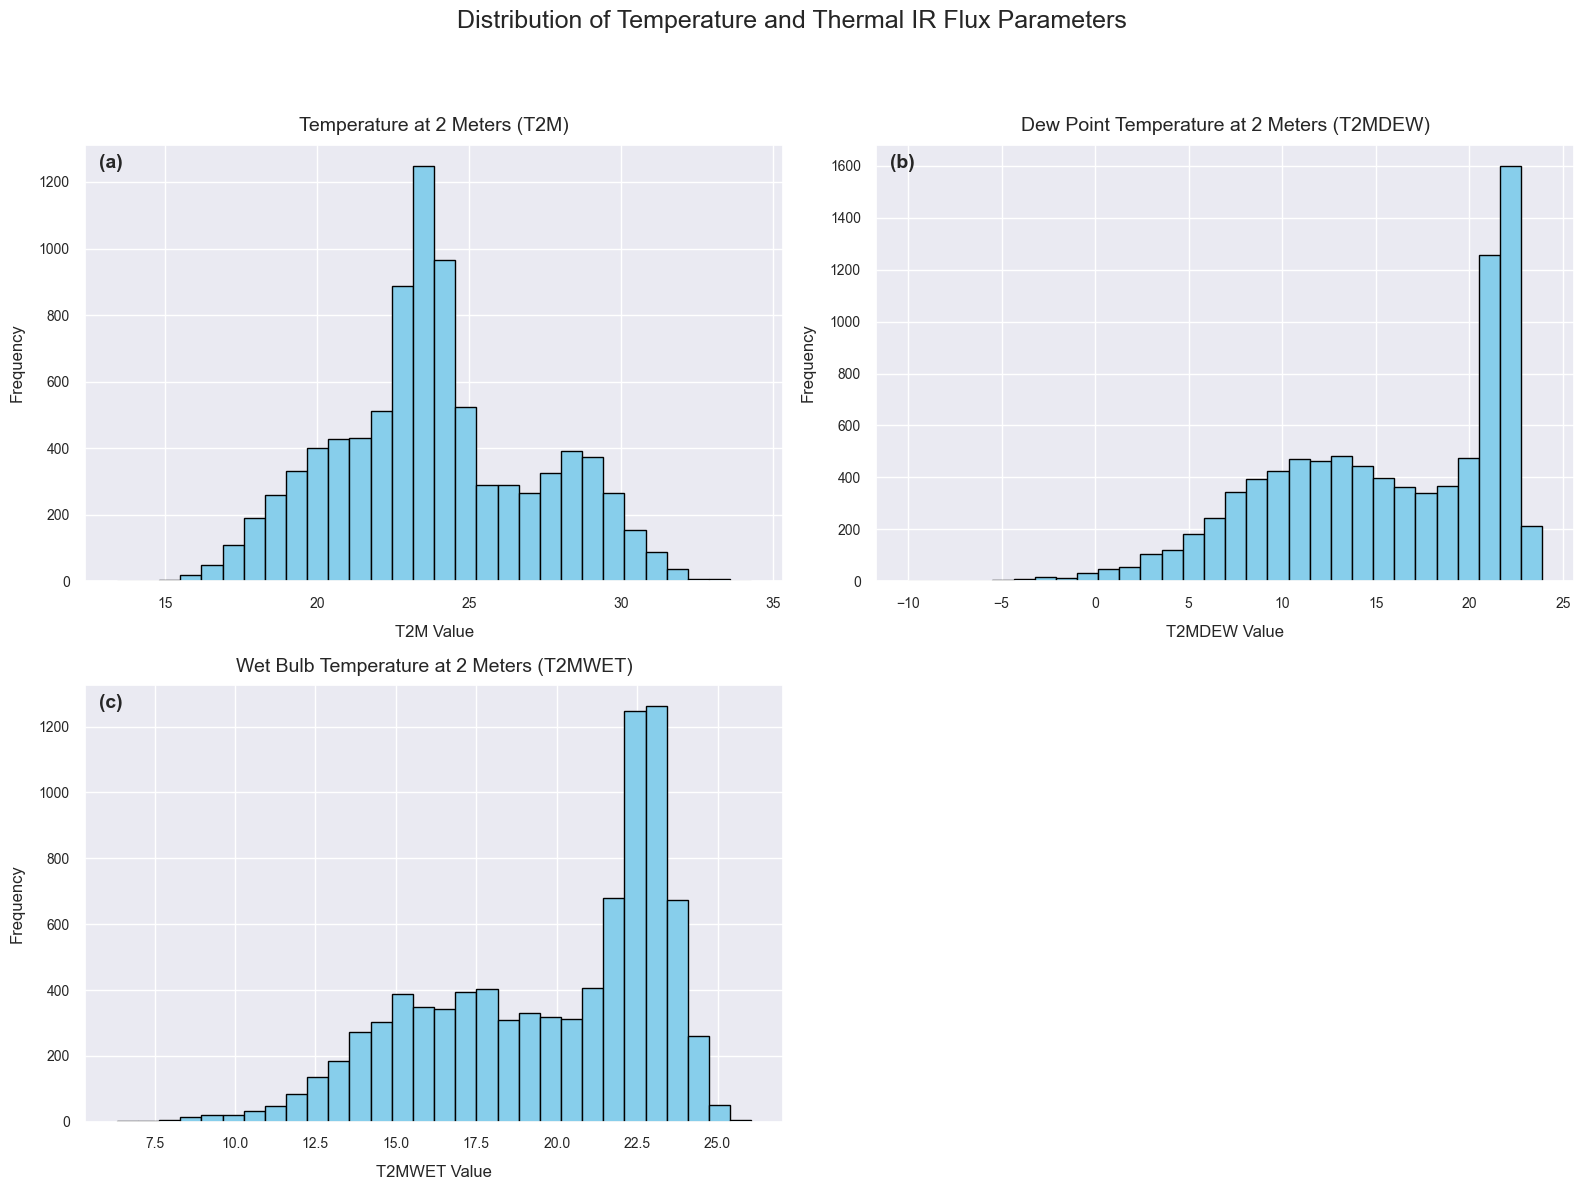 Distribution of Temperature and Thermal IR Flux Parameters
Temperature at 2 Meters (T2M)
(a)
Frequency
1200
1000
800
600
400
200
0
15 20 25 30 35
T2M Value
Dew Point Temperature at 2 Meters (T2MDEW)
(b)
Frequency
1600
1400
1200
1000
800
600
400
200
0
−10 −5 0 5 10 15 20 25
T2MDEW Value
Wet Bulb Temperature at 2 Meters (T2MWET)
(c)
Frequency
1200
1000
800
600
400
200
0
7.5 10.0 12.5 15.0 17.5 20.0 22.5 25.0
T2MWET Value